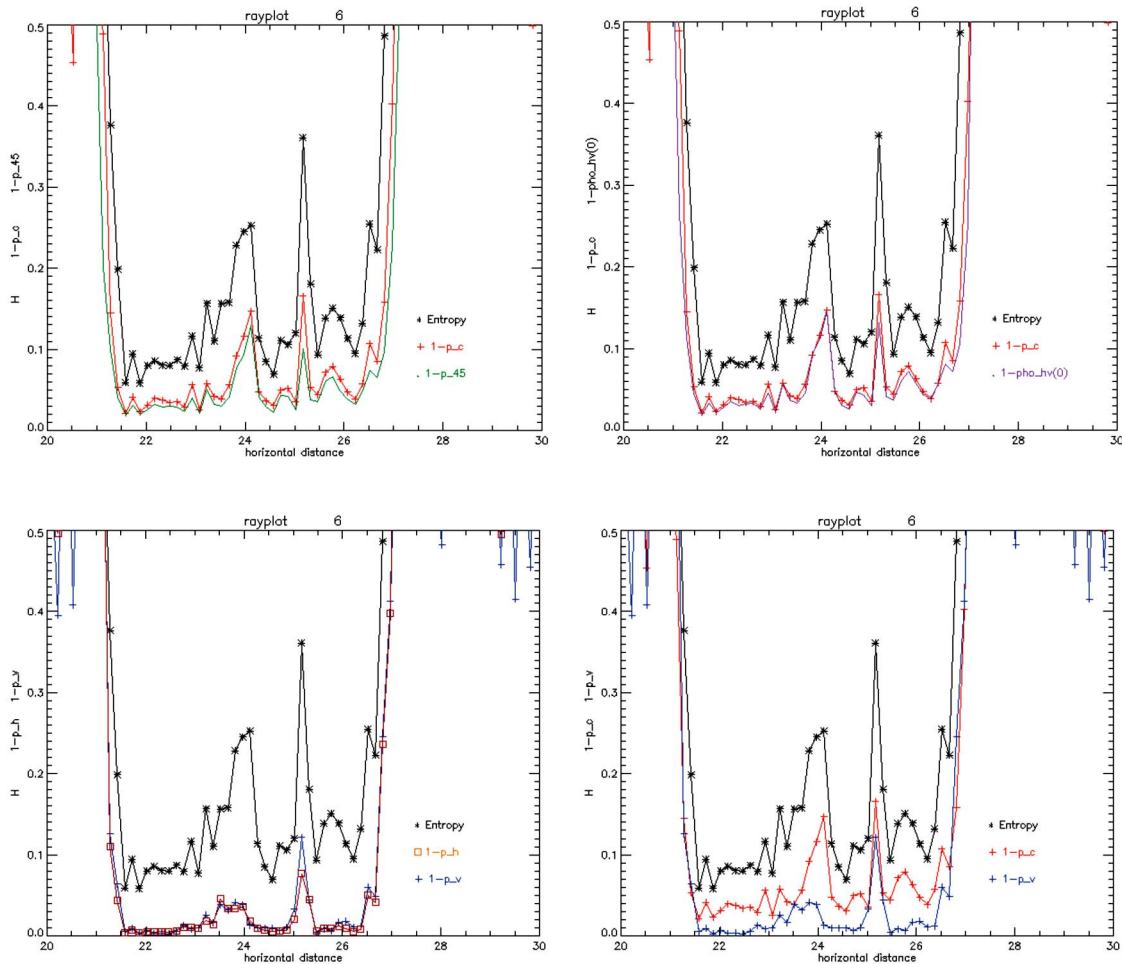 rayplot 6
0.5
0.4
0.3
0.2
0.1
0.0
H 1-p_c 1-p_45
* Entropy
+ 1-p_c
. 1-p_45
20 22 24 26 28 30
horizontal distance
rayplot 6
0.5
0.4
0.3
0.2
0.1
0.0
H 1-p_c 1-pho_hv(0)
* Entropy
+ 1-p_c
. 1-pho_hv(0)
20 22 24 26 28 30
horizontal distance
rayplot 6
0.5
0.4
0.3
0.2
0.1
0.0
H 1-p_h 1-p_v
* Entropy
1-p_h
+ 1-p_v
20 22 24 26 28 30
horizontal distance
rayplot 6
0.5
0.4
0.3
0.2
0.1
0.0
H 1-p_c 1-p_v
* Entropy
+ 1-p_c
+ 1-p_v
20 22 24 26 28 30
horizontal distance